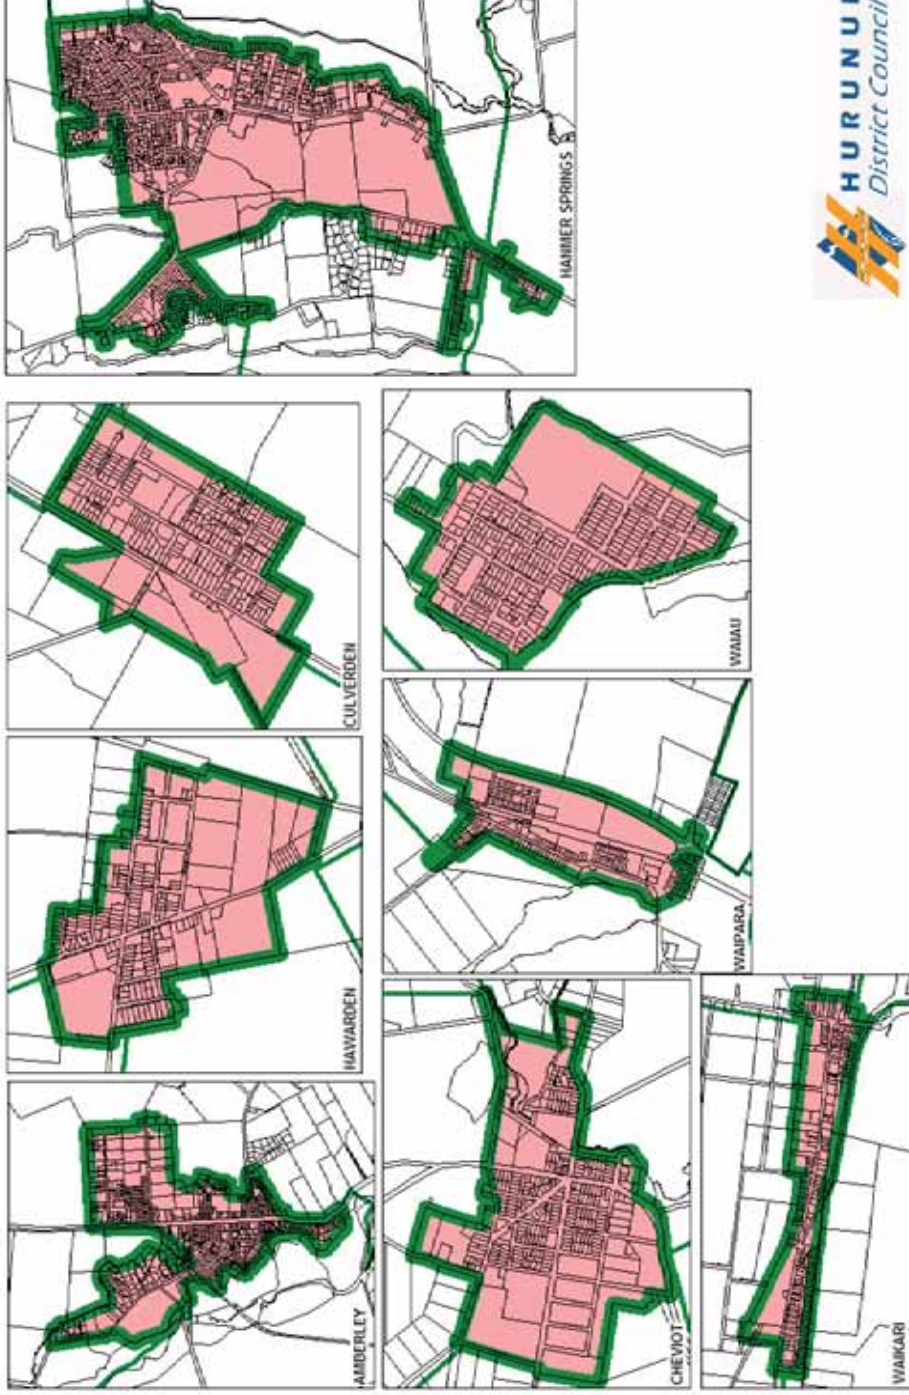 AMBERLEY
HAWARDEN
CULVERDEN
HANMER SPRINGS
CHEVIOT
WAIPARA
WAIAU
WAIKARI
HURUNUI
District Council